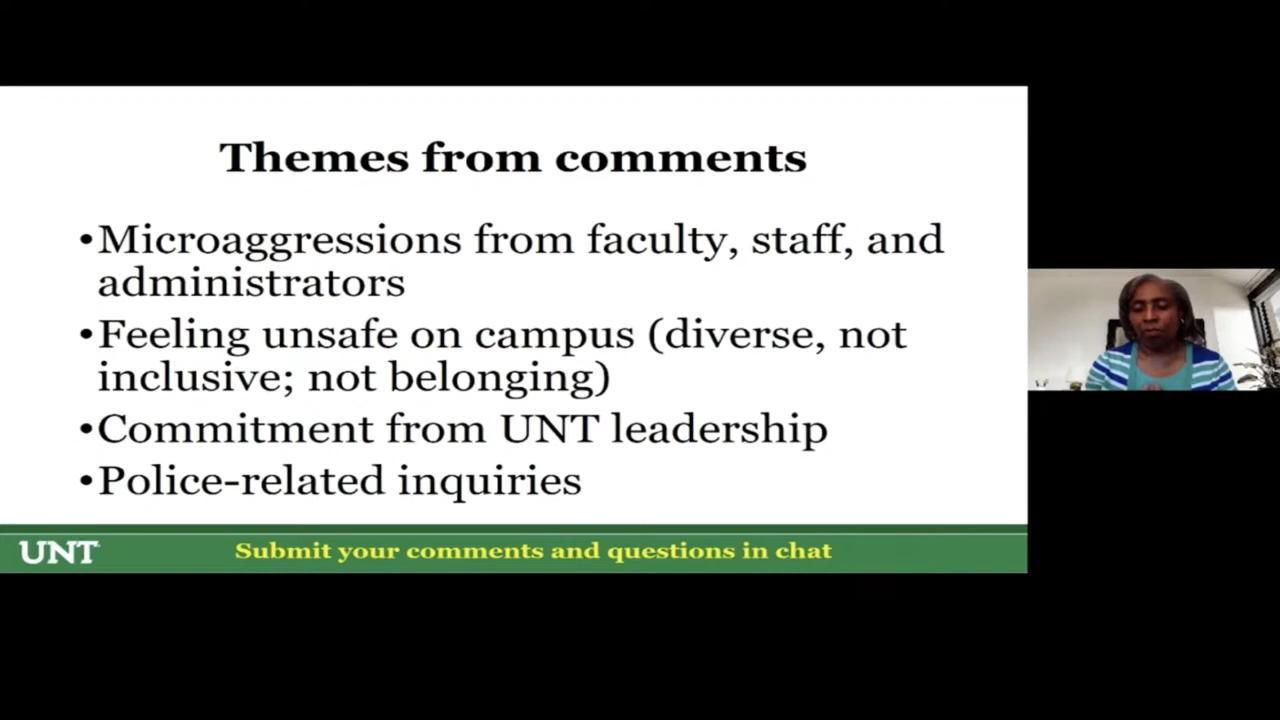 Themes from comments
•Microaggressions from faculty, staff, and
administrators
•Feeling unsafe on campus (diverse, not
inclusive; not belonging)
•Commitment from UNT leadership
•Police-related inquiries
UNT
Submit your comments and questions in chat